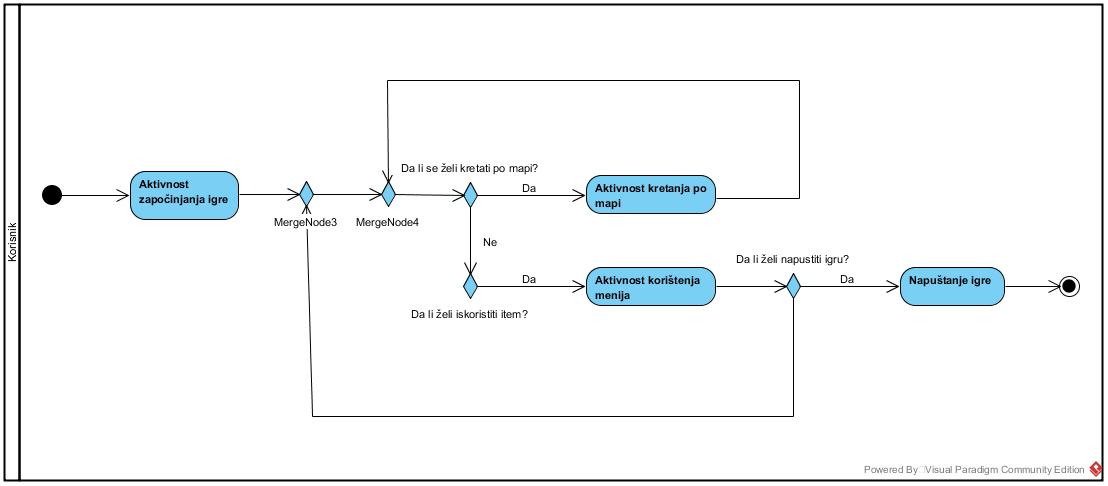 Korisnik
Aktivnost
započinjanja igre
MergeNode3
MergeNode4
Da li se želi kretati po mapi?
Da
Aktivnost kretanja po
mapi
Ne
Da li želi iskoristiti item?
Da
Aktivnost korištenja
menija
Da li želi napustiti igru?
Da
Napuštanje igre
Powered By Visual Paradigm Community Edition